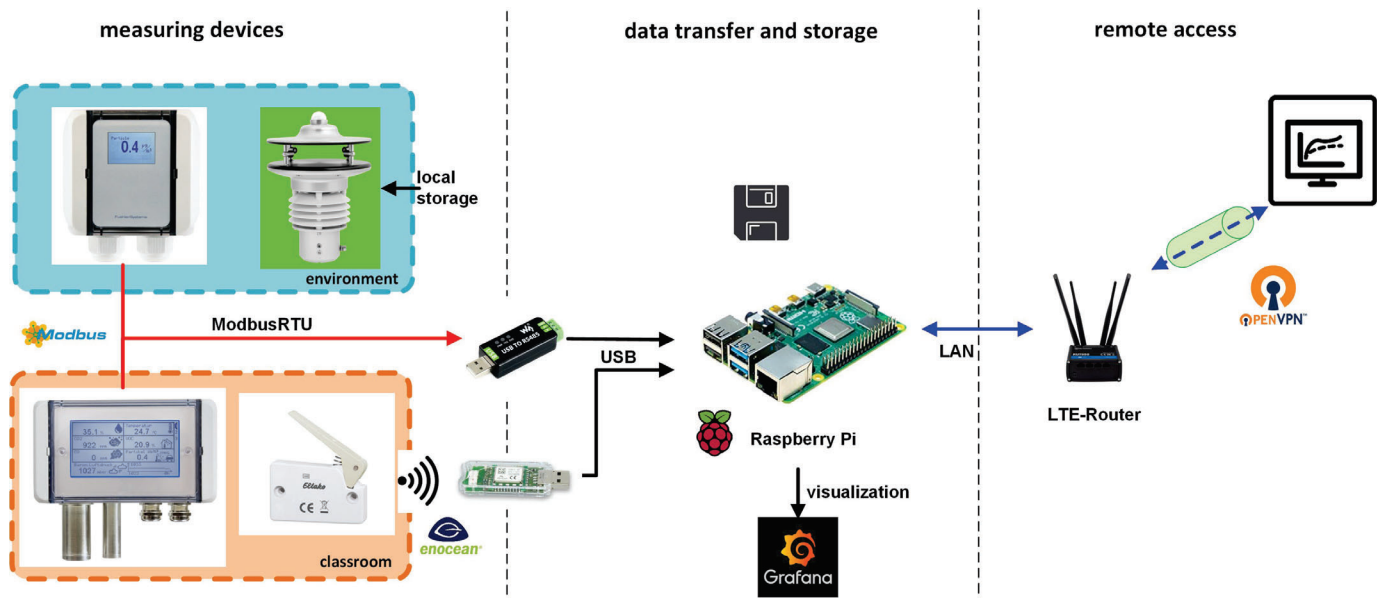 measuring devices
data transfer and storage
remote access
0.4
local
storage
environment
Modbus
ModbusRTU
USB TO RS485
USB
LAN
OPENVPN™
LTE-Router
35.1
24.7
922
20.9
0
0.4
1027
Eltako
CE
enocean®
classroom
Raspberry Pi
visualization
Grafana